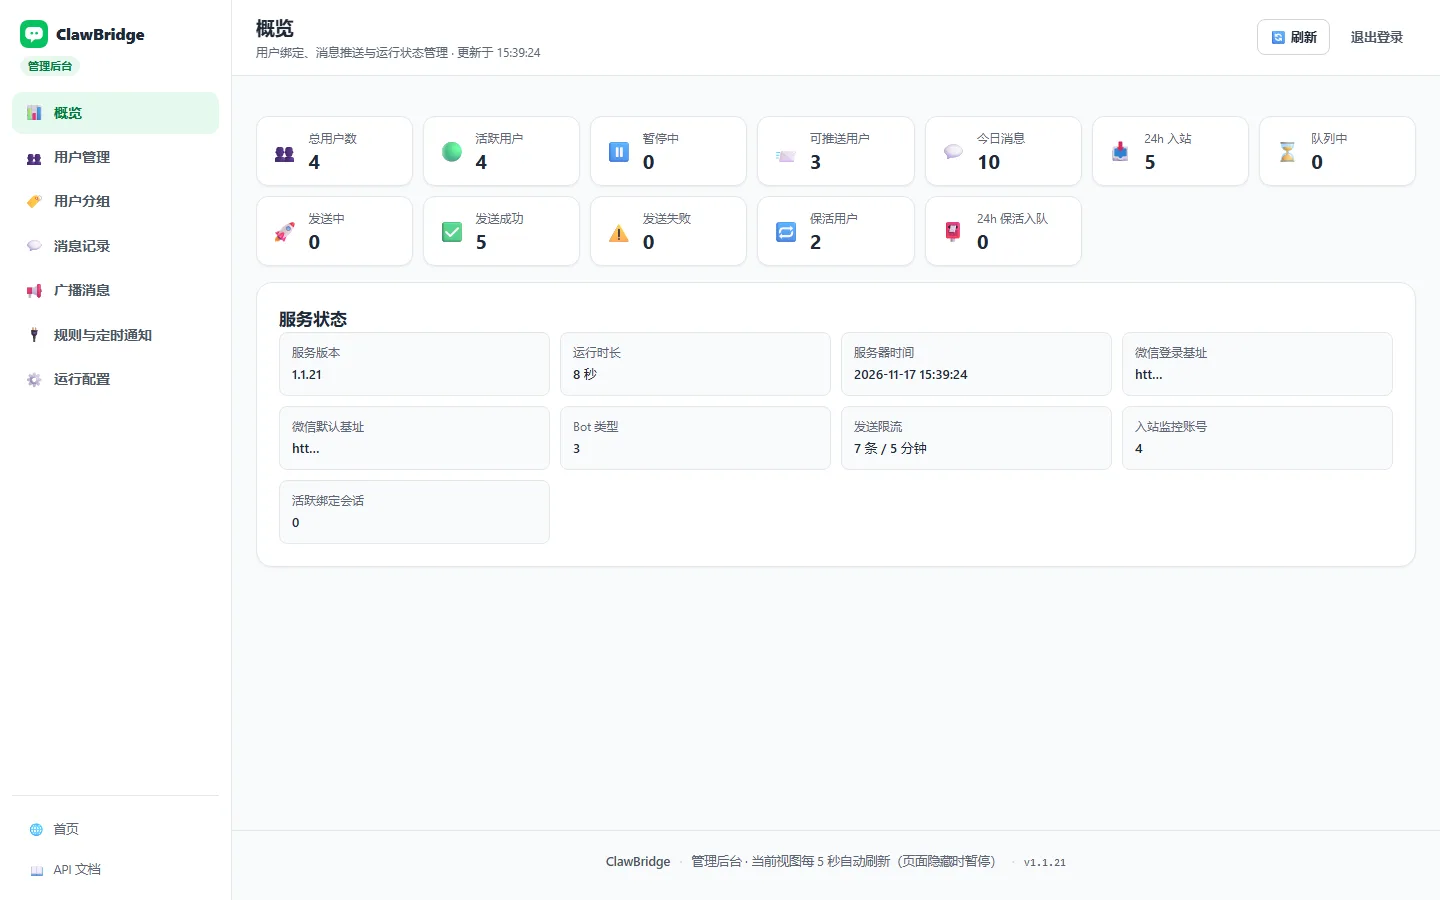 ClawBridge
管理后台
概览
用户管理
用户分组
消息记录
广播消息
规则与定时通知
运行配置
首页
API 文档
概览
用户绑定、消息推送与运行状态管理 · 更新于 15:39:24
刷新
退出登录
总用户数
4
活跃用户
4
暂停中
0
可推送用户
3
今日消息
10
24h 入站
5
队列中
0
发送中
0
发送成功
5
发送失败
0
保活用户
2
24h 保活入队
0
服务状态
服务版本
1.1.21
运行时长
8 秒
服务器时间
2026-11-17 15:39:24
微信登录基址
htt...
微信默认基址
htt...
Bot 类型
3
发送限流
7 条 / 5 分钟
入站监控账号
4
活跃绑定会话
0
ClawBridge · 管理后台 · 当前视图每 5 秒自动刷新（页面隐藏时暂停） · v1.1.21